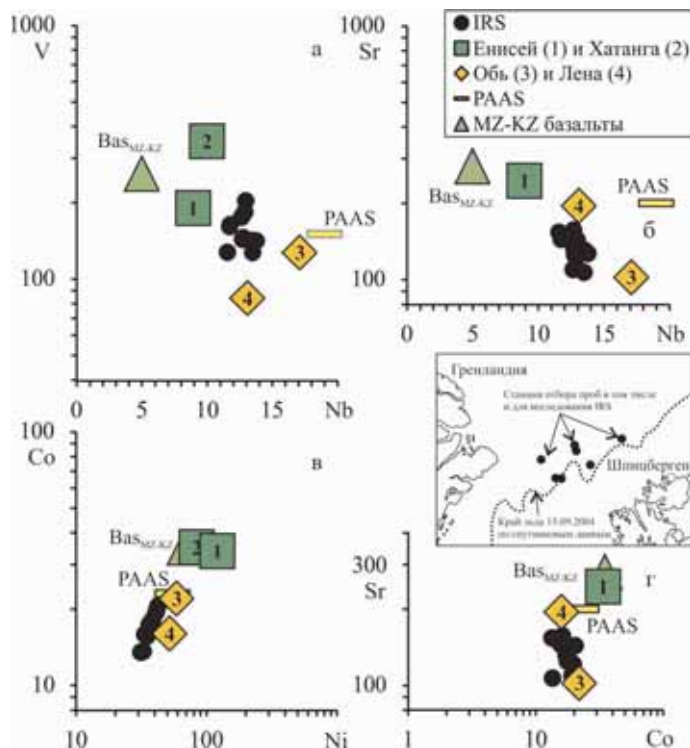 1000
V
а
Bas MZ-KZ
2
1
PAAS
3
4
100
0 5 10 15 Nb
1000
Sr
IRS
Енисей (1) и Хатанга (2)
Обь (3) и Лена (4)
PAAS
MZ-KZ базальты
Bas MZ-KZ
1
4
PAAS
б
3
100
0 5 10 15 Nb
Гренландия
Станции отбора проб в том числе
и для исследования IRS
Шпицберген
Край льда 15.09.2004
по спутниковым данным
100
Co
в
Bas MZ-KZ
2
1
PAAS
3
4
10
10 100 Ni
300
Sr
г
Bas MZ-KZ
1
4
PAAS
3
100
1 10 Co